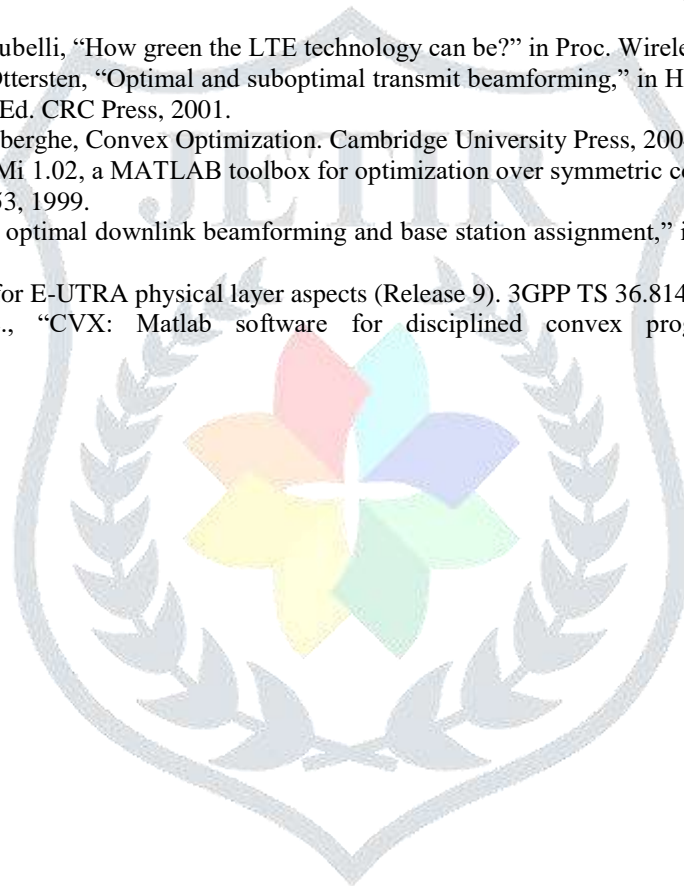 ubelli, “How green the LTE technology can be?” in Proc. Wirele
Ottersten, “Optimal and suboptimal transmit beamforming,” in H
Ed. CRC Press, 2001.
berghe, Convex Optimization. Cambridge University Press, 200
Mi 1.02, a MATLAB toolbox for optimization over symmetric c
53, 1999.
optimal downlink beamforming and base station assignment,” i
for E-UTRA physical layer aspects (Release 9). 3GPP TS 36.814
., “CVX: Matlab software for disciplined convex prog
JETIR